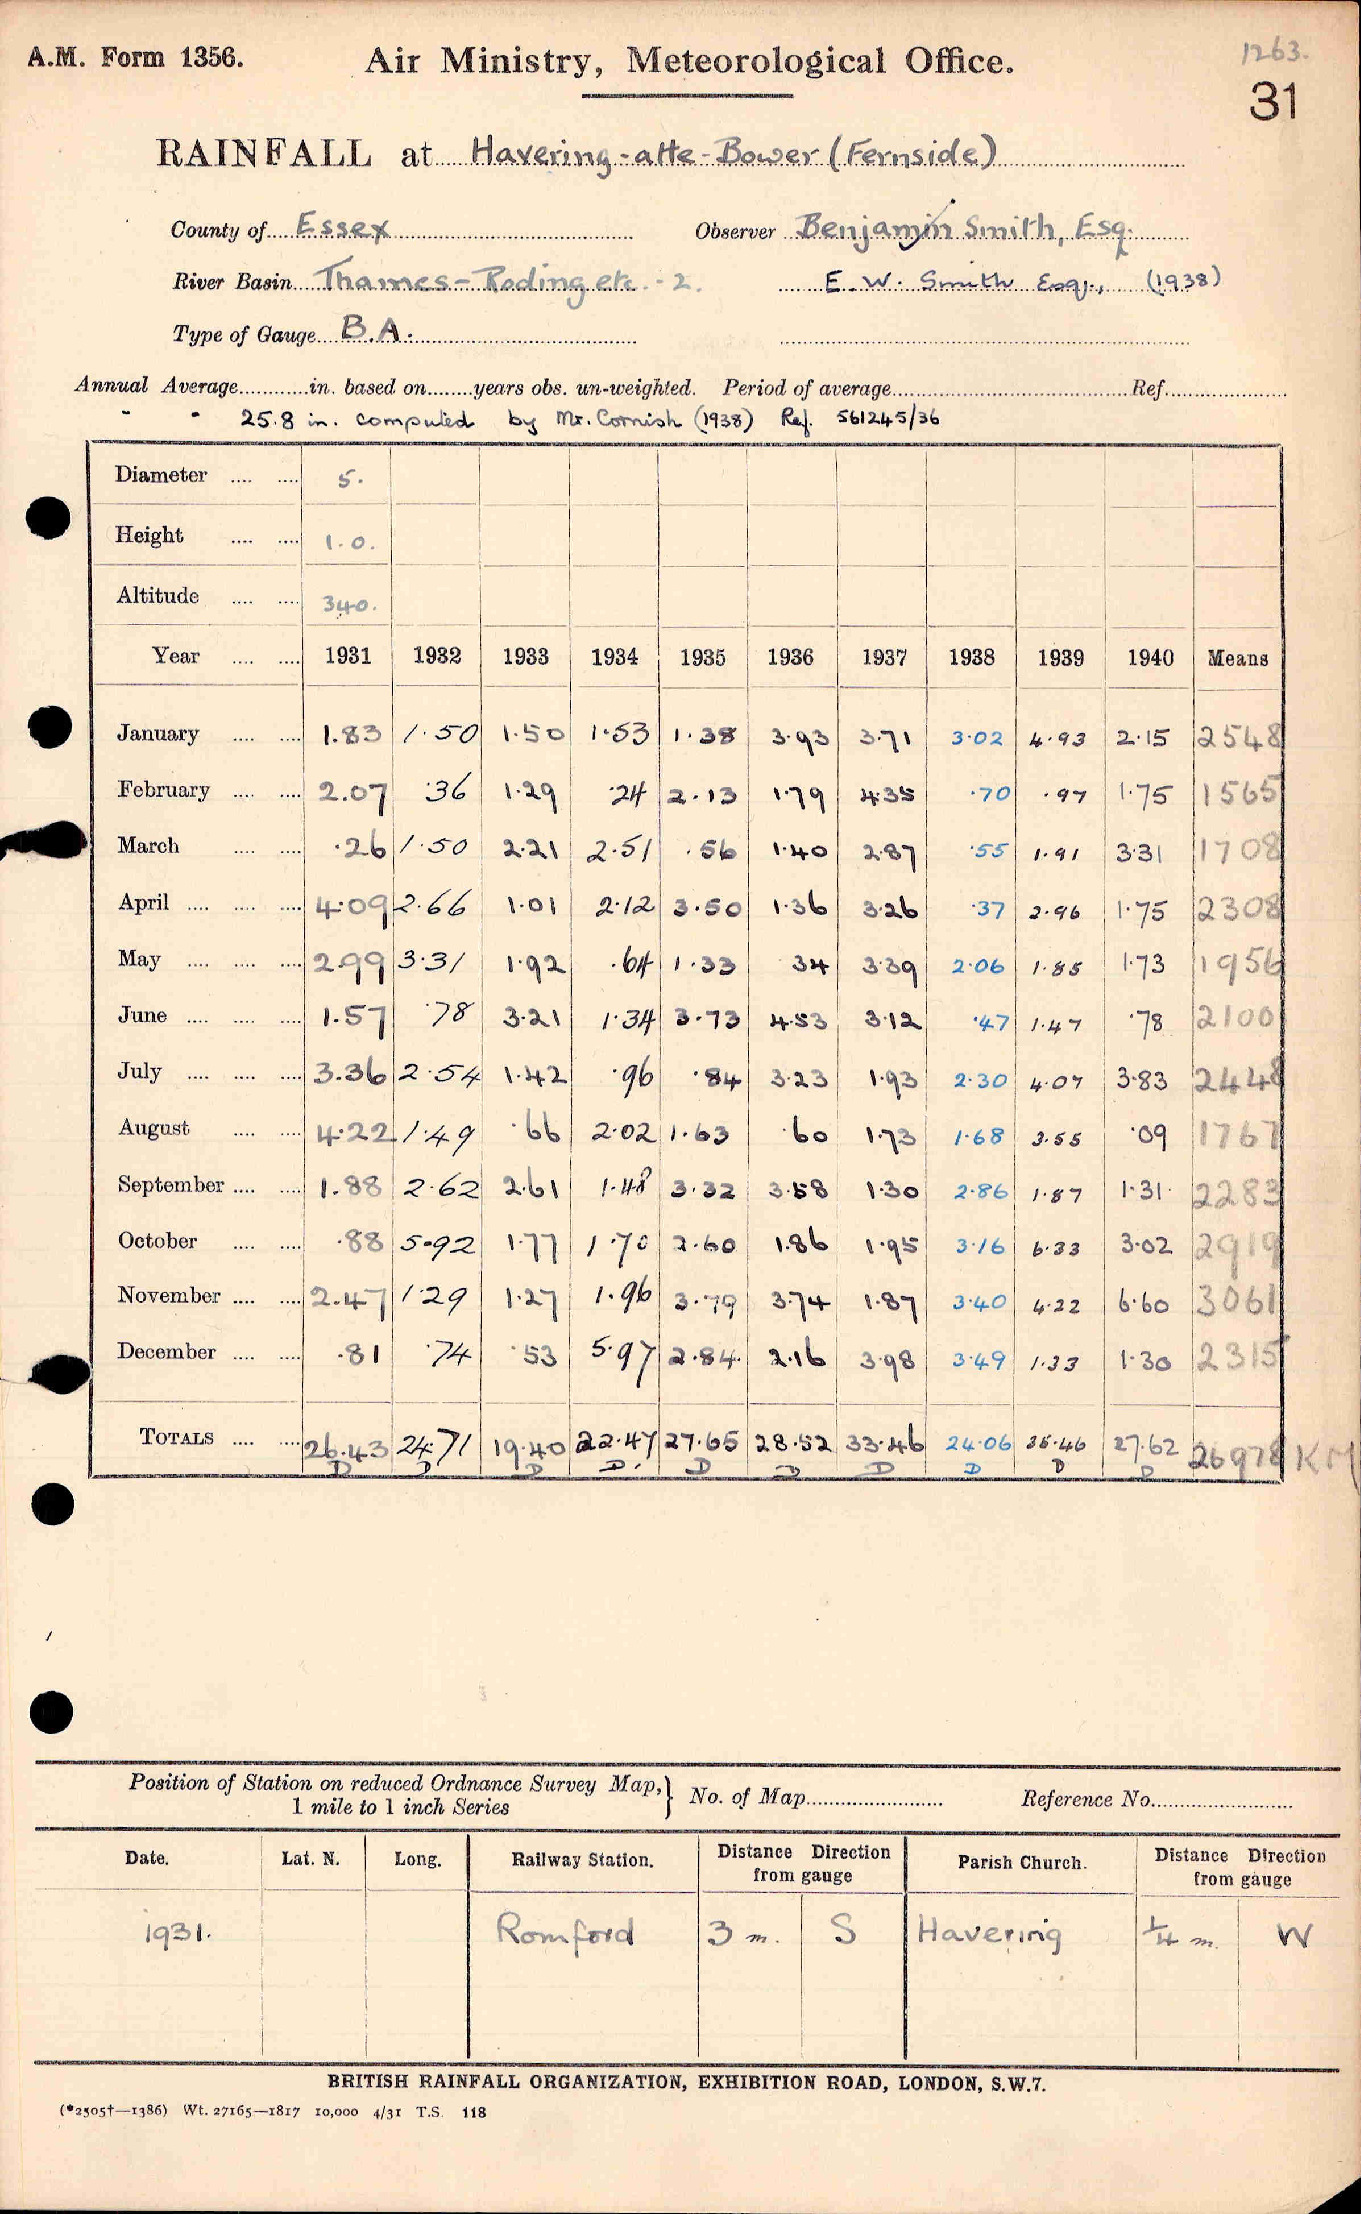 A.M. Form 1356.
Air Ministry, Meteorological Office.
1263.
31
RAINFALL at Havering-atte-Bower (Fernside)
County of Essex Observer Benjamin Smith, Esq.
River Basin Thames - Roding etc. - 2. E. W. Smith Esq., (1938)
Type of Gauge B.A.
Annual Average............in. based on........years obs. un-weighted. Period of average............Ref............
" " 25.8 in. computed by Mr. Cornish (1938) Ref. 561245/36
Diameter .... .... 5.
Height .... .... 1.0.
Altitude .... .... 340.
Year .... .... 1931 1932 1933 1934 1935 1936 1937 1938 1939 1940 Means
January .... .... 1.83 1.50 1.50 1.53 1.38 3.93 3.71 3.02 4.93 2.15 2548
February .... .... 2.07 .36 1.29 .24 2.13 1.79 4.35 .70 .97 1.75 1565
March .... .... .26 1.50 2.21 2.51 .56 1.40 2.87 .55 1.91 3.31 1708
April .... .... .... 4.09 2.66 1.01 2.12 3.50 1.36 3.26 .37 2.96 1.75 2308
May .... .... .... 2.99 3.31 1.92 .64 1.33 34 3.39 2.06 1.85 1.73 1956
June .... .... .... 1.57 .78 3.21 1.34 3.73 4.53 3.12 .47 1.47 .78 2100
July .... .... .... 3.36 2.54 1.42 .96 .84 3.23 1.93 2.30 4.07 3.83 2448
August .... .... 4.22 1.49 .66 2.02 1.63 .60 1.73 1.68 3.55 .09 1767
September .... .... 1.88 2.62 2.61 1.48 3.32 3.58 1.30 2.86 1.87 1.31 2283
October .... .... .88 5.92 1.77 1.70 2.60 1.86 1.95 3.16 6.33 3.02 2919
November .... .... 2.47 1.29 1.27 1.96 3.79 3.74 1.87 3.40 4.22 6.60 3061
December .... .... .81 .74 .53 5.97 2.84 2.16 3.98 3.49 1.33 1.30 2315
TOTALS .... .... 26.43 24.71 19.40 22.47 27.65 28.52 33.46 24.06 35.46 27.62 26978 KM
D D D D. D D D D D D
Position of Station on reduced Ordnance Survey Map, } No. of Map............ Reference No............
1 mile to 1 inch Series
Date. Lat. N. Long. Railway Station. Distance Direction from gauge Parish Church. Distance Direction from gauge
1931. Romford 3 m. S Havering 1/4 m W
BRITISH RAINFALL ORGANIZATION, EXHIBITION ROAD, LONDON, S.W.7.
(*2505†—1386) Wt. 27165—1817 10,000 4/31 T.S. 118